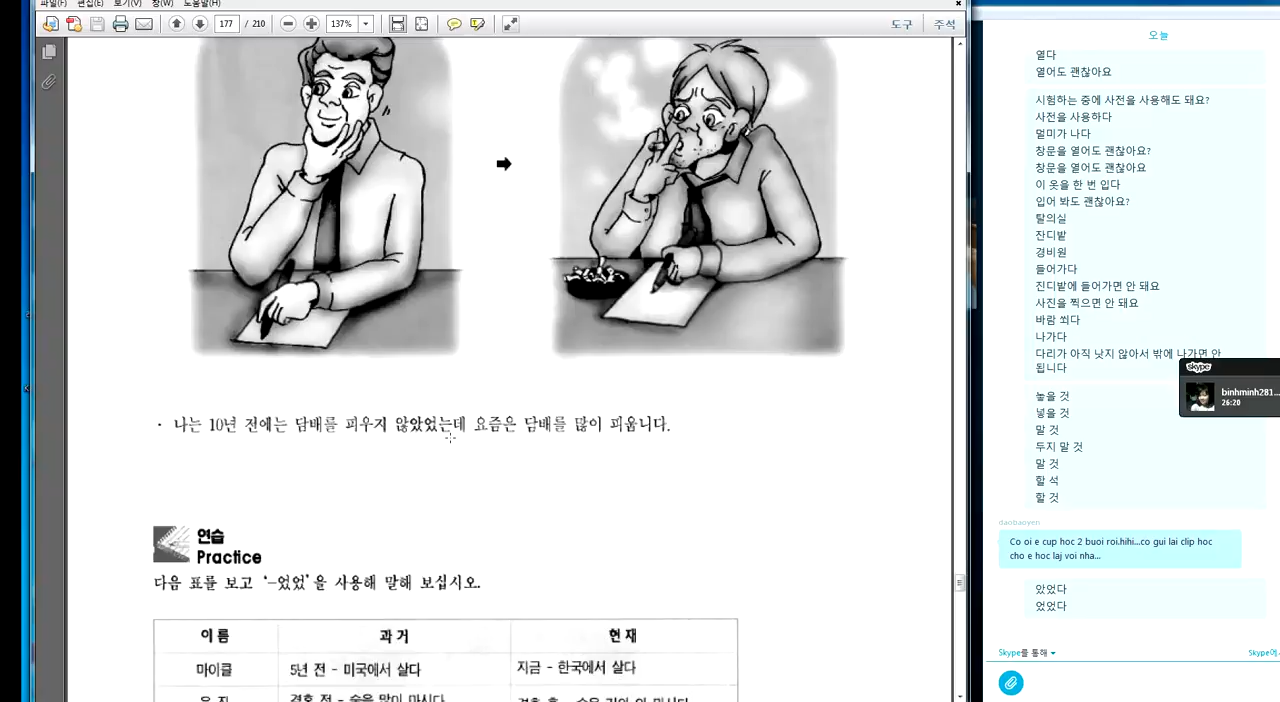 파일(F) 편집(E) 보기(V) 창(W) 도움말(H)
177 / 210 137% 도구 주석
· 나는 10년 전에는 담배를 피우지 않았었는데 요즘은 담배를 많이 피웁니다.
연습
Practice
다음 표를 보고 '-었었'을 사용해 말해 보십시오.
이 름 과 거 현 재
마이클 5년 전 - 미국에서 살다 지금 - 한국에서 살다
오늘
열다
열어도 괜찮아요
시험하는 중에 사전을 사용해도 돼요?
사전을 사용하다
멀미가 나다
창문을 열어도 괜찮아요?
창문을 열어도 괜찮아요
이 옷을 한 번 입다
입어 봐도 괜찮아요?
탈의실
잔디밭
경비원
들어가다
진디밭에 들어가면 안 돼요
사진을 찍으면 안 돼요
바람 쐬다
나가다
다리가 아직 낫지 않아서 밖에 나가면 안
됩니다
skype
binhminh281...
26:20
놓을 것
넣을 것
말 것
두지 말 것
말 것
할 석
할 것
daobaoyen
Co oi e cup hoc 2 buoi roi.hihi...co gui lai clip hoc
cho e hoc laj voi nha...
았었다
었었다
Skype를 통해